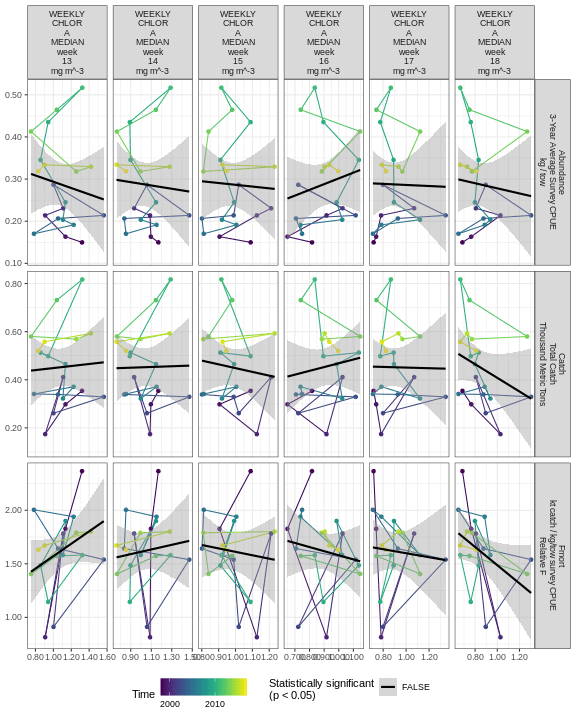 WEEKLY CHLOR A MEDIAN week 13 mg m^-3
WEEKLY CHLOR A MEDIAN week 14 mg m^-3
WEEKLY CHLOR A MEDIAN week 15 mg m^-3
WEEKLY CHLOR A MEDIAN week 16 mg m^-3
WEEKLY CHLOR A MEDIAN week 17 mg m^-3
WEEKLY CHLOR A MEDIAN week 18 mg m^-3
0.50
0.40
0.30
0.20
0.10
Abundance
3-Year Average Survey CPUE
kg / tow
0.80
0.60
0.40
0.20
Catch
Total Catch
Thousand Metric Tons
2.00
1.50
1.00
Fmort
kt catch / kg/tow survey CPUE
Relative F
0.80 1.00 1.20 1.40 1.60
0.90 1.10 1.30 1.50
0.80 0.90 1.00 1.10 1.20
0.70 0.80 0.90 1.00 1.10
0.80 1.00 1.20
0.80 1.00 1.20
Time
2000 2010
Statistically significant
(p < 0.05)
FALSE